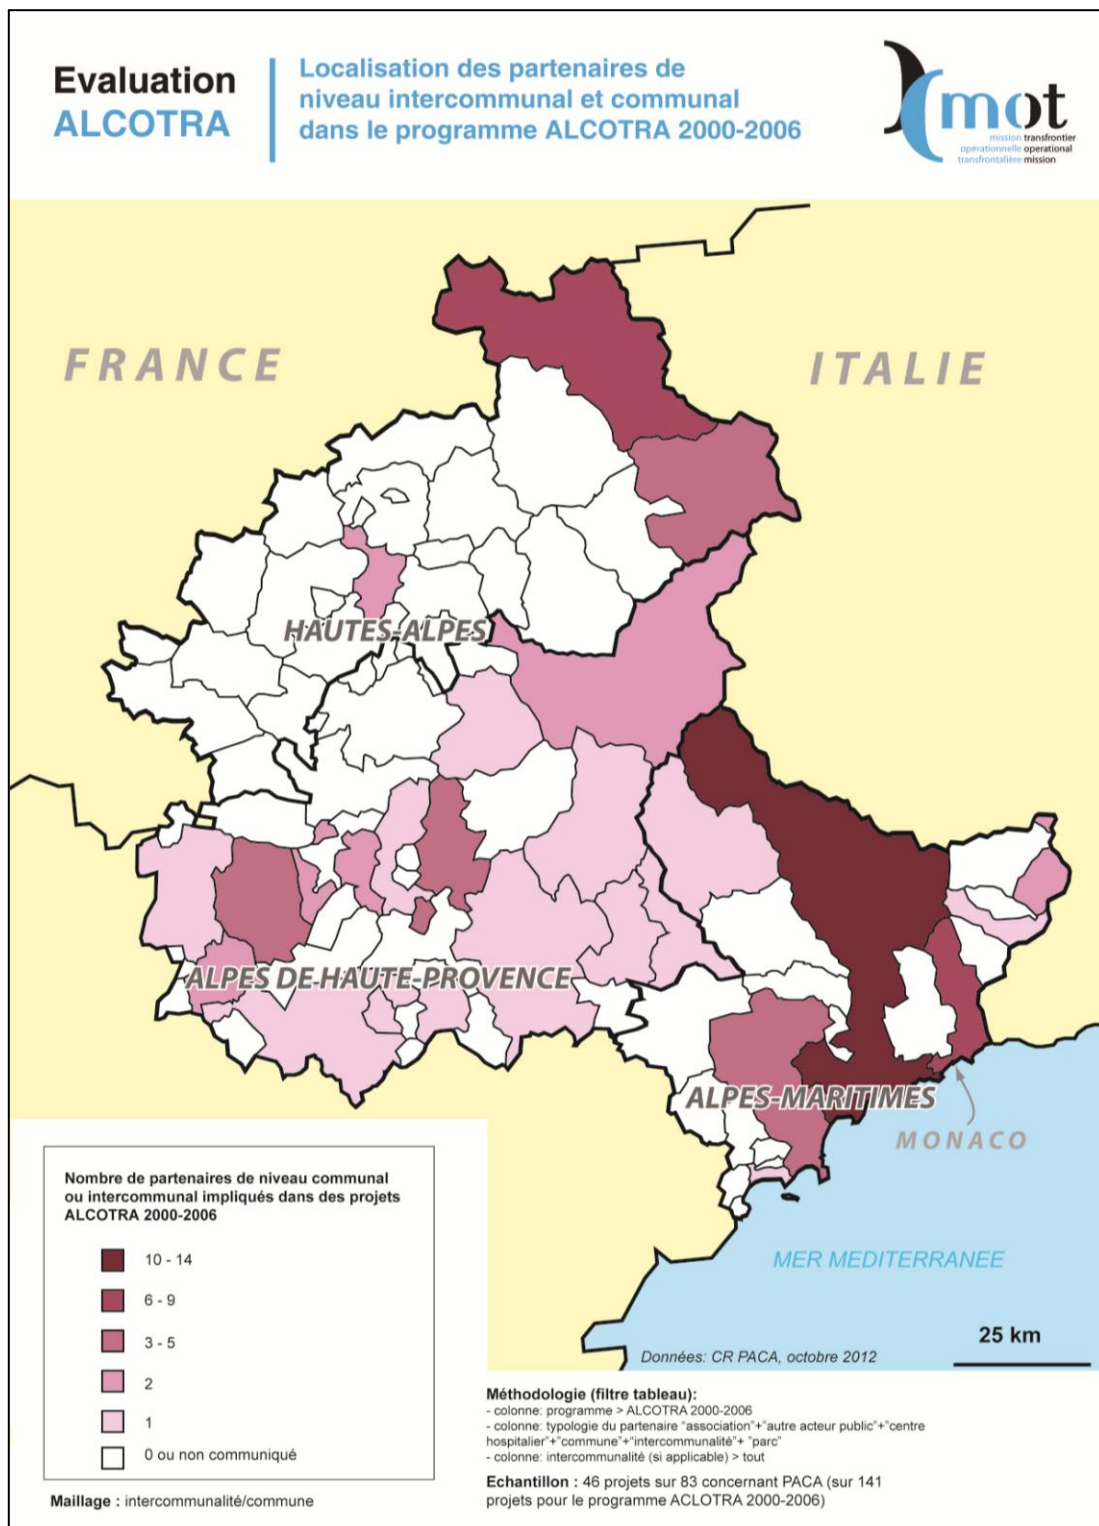 Evaluation
ALCOTRA
Localisation des partenaires de
niveau intercommunal et communal
dans le programme ALCOTRA 2000-2006
mot
mission transfrontier
opérationnelle operational
transfrontalière mission
FRANCE
ITALIE
HAUTES-ALPES
ALPES DE-HAUTE-PROVENCE
ALPES-MARITIMES
MONACO
MER MEDITERRANEE
25 km
Données: CR PACA, octobre 2012
Nombre de partenaires de niveau communal
ou intercommunal impliqués dans des projets
ALCOTRA 2000-2006
10 - 14
6 - 9
3 - 5
2
1
0 ou non communiqué
Maillage : intercommunalité/commune
Méthodologie (filtre tableau):
- colonne: programme > ALCOTRA 2000-2006
- colonne: typologie du partenaire "association"+"autre acteur public"+"centre
hospitalier"+"commune"+"intercommunalité"+ "parc"
- colonne: intercommunalité (si applicable) > tout
Echantillon : 46 projets sur 83 concernant PACA (sur 141
projets pour le programme ACLOTRA 2000-2006)